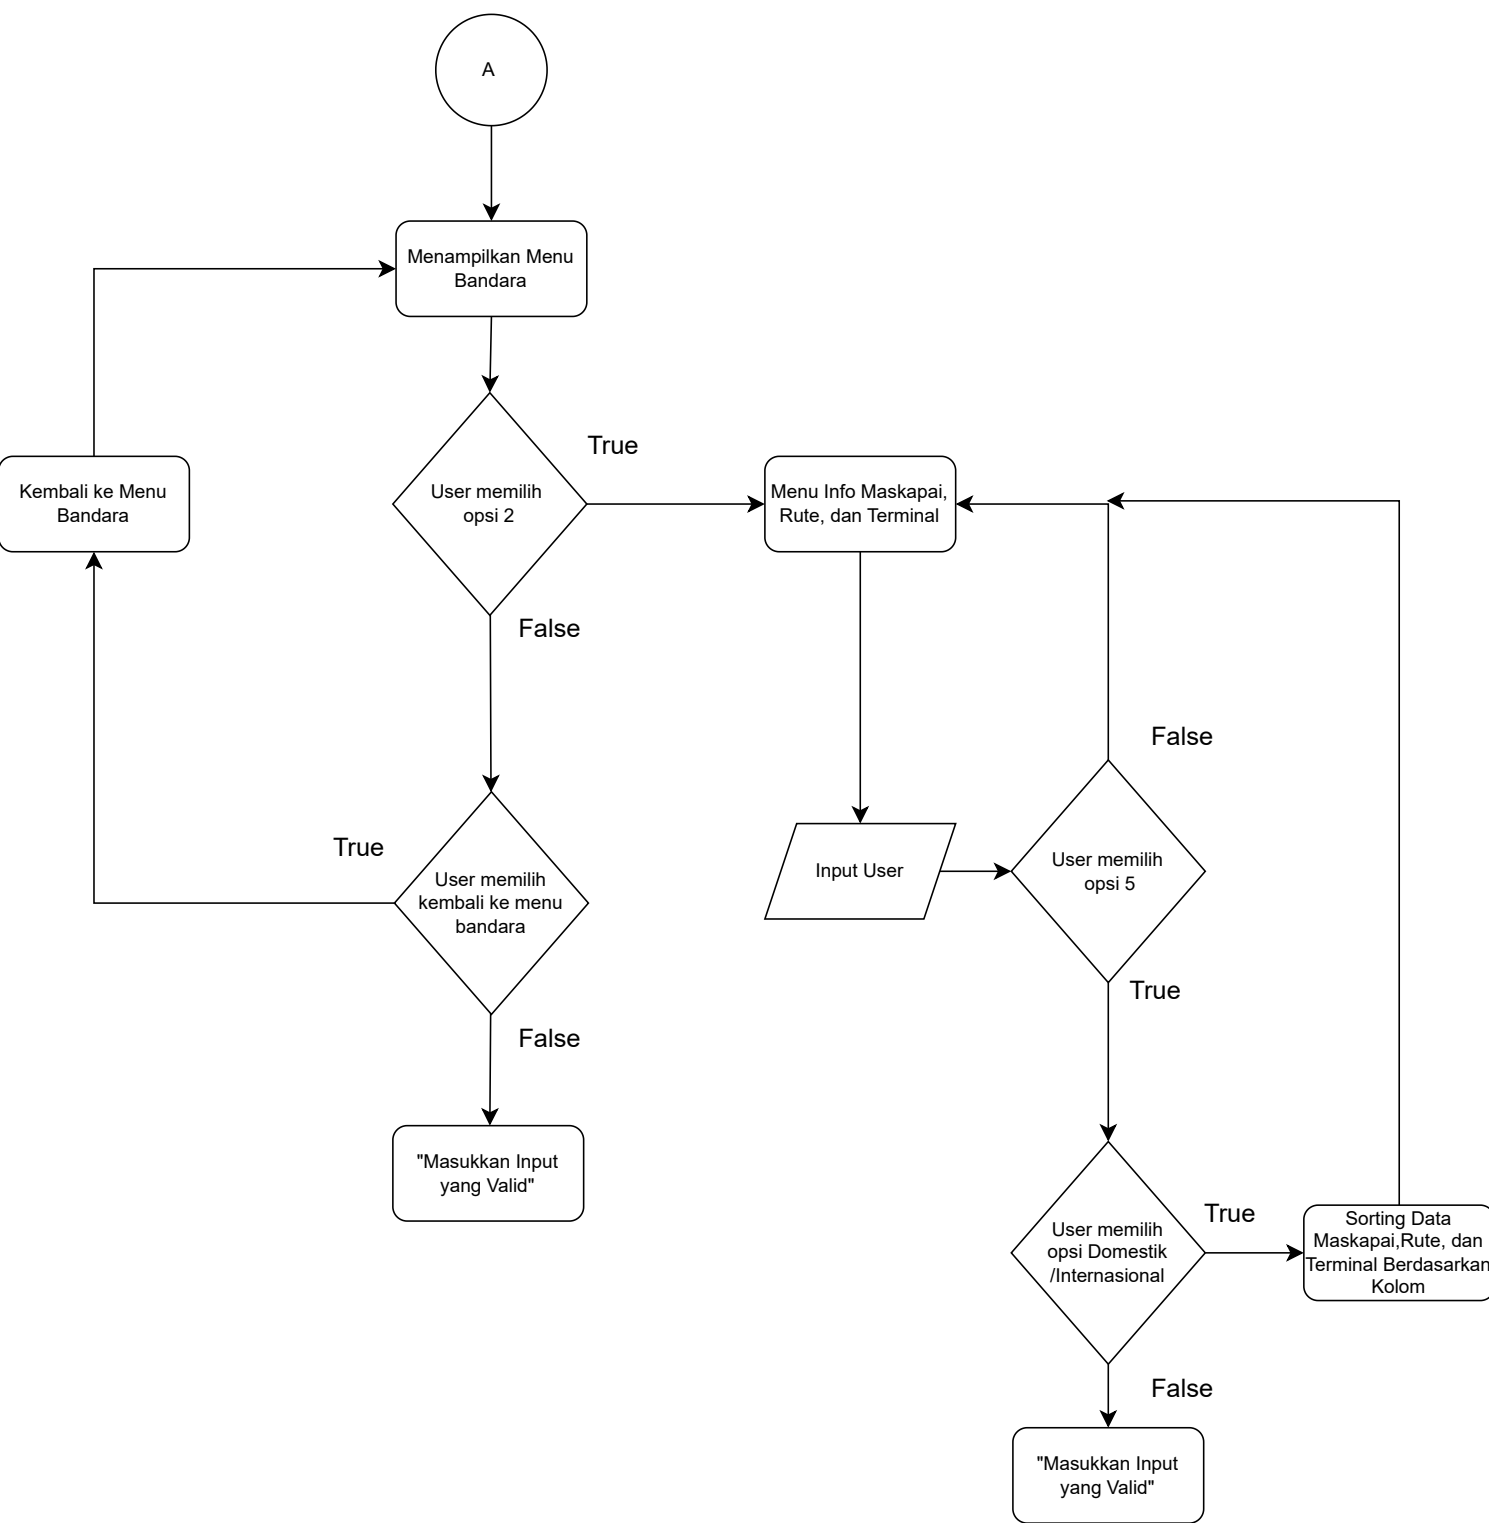 A
Menampilkan Menu
Bandara
True
Kembali ke Menu
Bandara
User memilih
opsi 2
Menu Info Maskapai,
Rute, dan Terminal
False
False
True
User memilih
kembali ke menu
bandara
Input User
User memilih
opsi 5
True
False
"Masukkan Input
yang Valid"
True
User memilih
opsi Domestik
/Internasional
Sorting Data
Maskapai,Rute, dan
Terminal Berdasarkan
Kolom
False
"Masukkan Input
yang Valid"